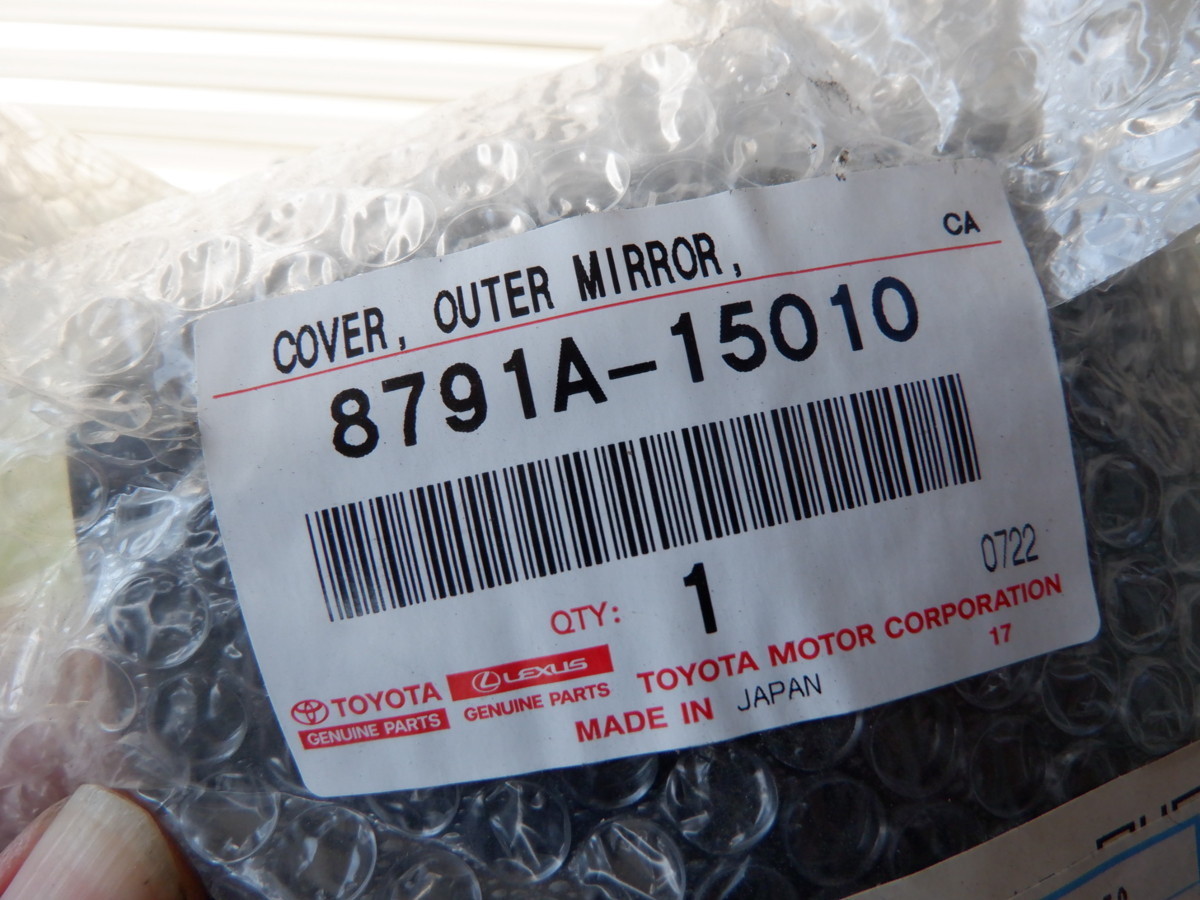 CA
COVER, OUTER MIRROR,
8791A-15010
0722
QTY: 1
TOYOTA LEXUS TOYOTA MOTOR CORPORATION
GENUINE PARTS GENUINE PARTS MADE IN JAPAN 17